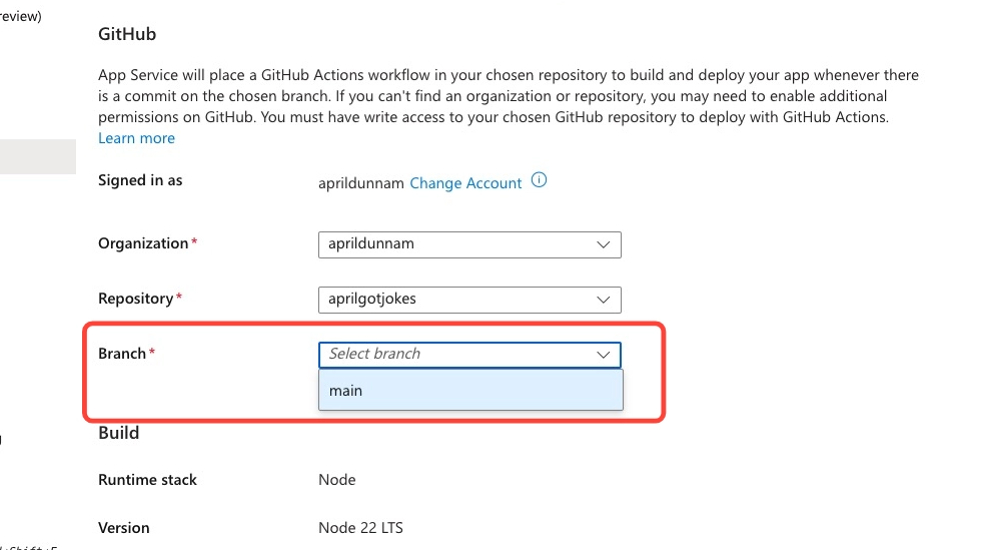 review)
GitHub
App Service will place a GitHub Actions workflow in your chosen repository to build and deploy your app whenever there
is a commit on the chosen branch. If you can't find an organization or repository, you may need to enable additional
permissions on GitHub. You must have write access to your chosen GitHub repository to deploy with GitHub Actions.
Learn more
Signed in as aprildunnam Change Account
Organization* aprildunnam
Repository* aprilgotjokes
Branch* Select branch
main
Build
Runtime stack Node
Version Node 22 LTS